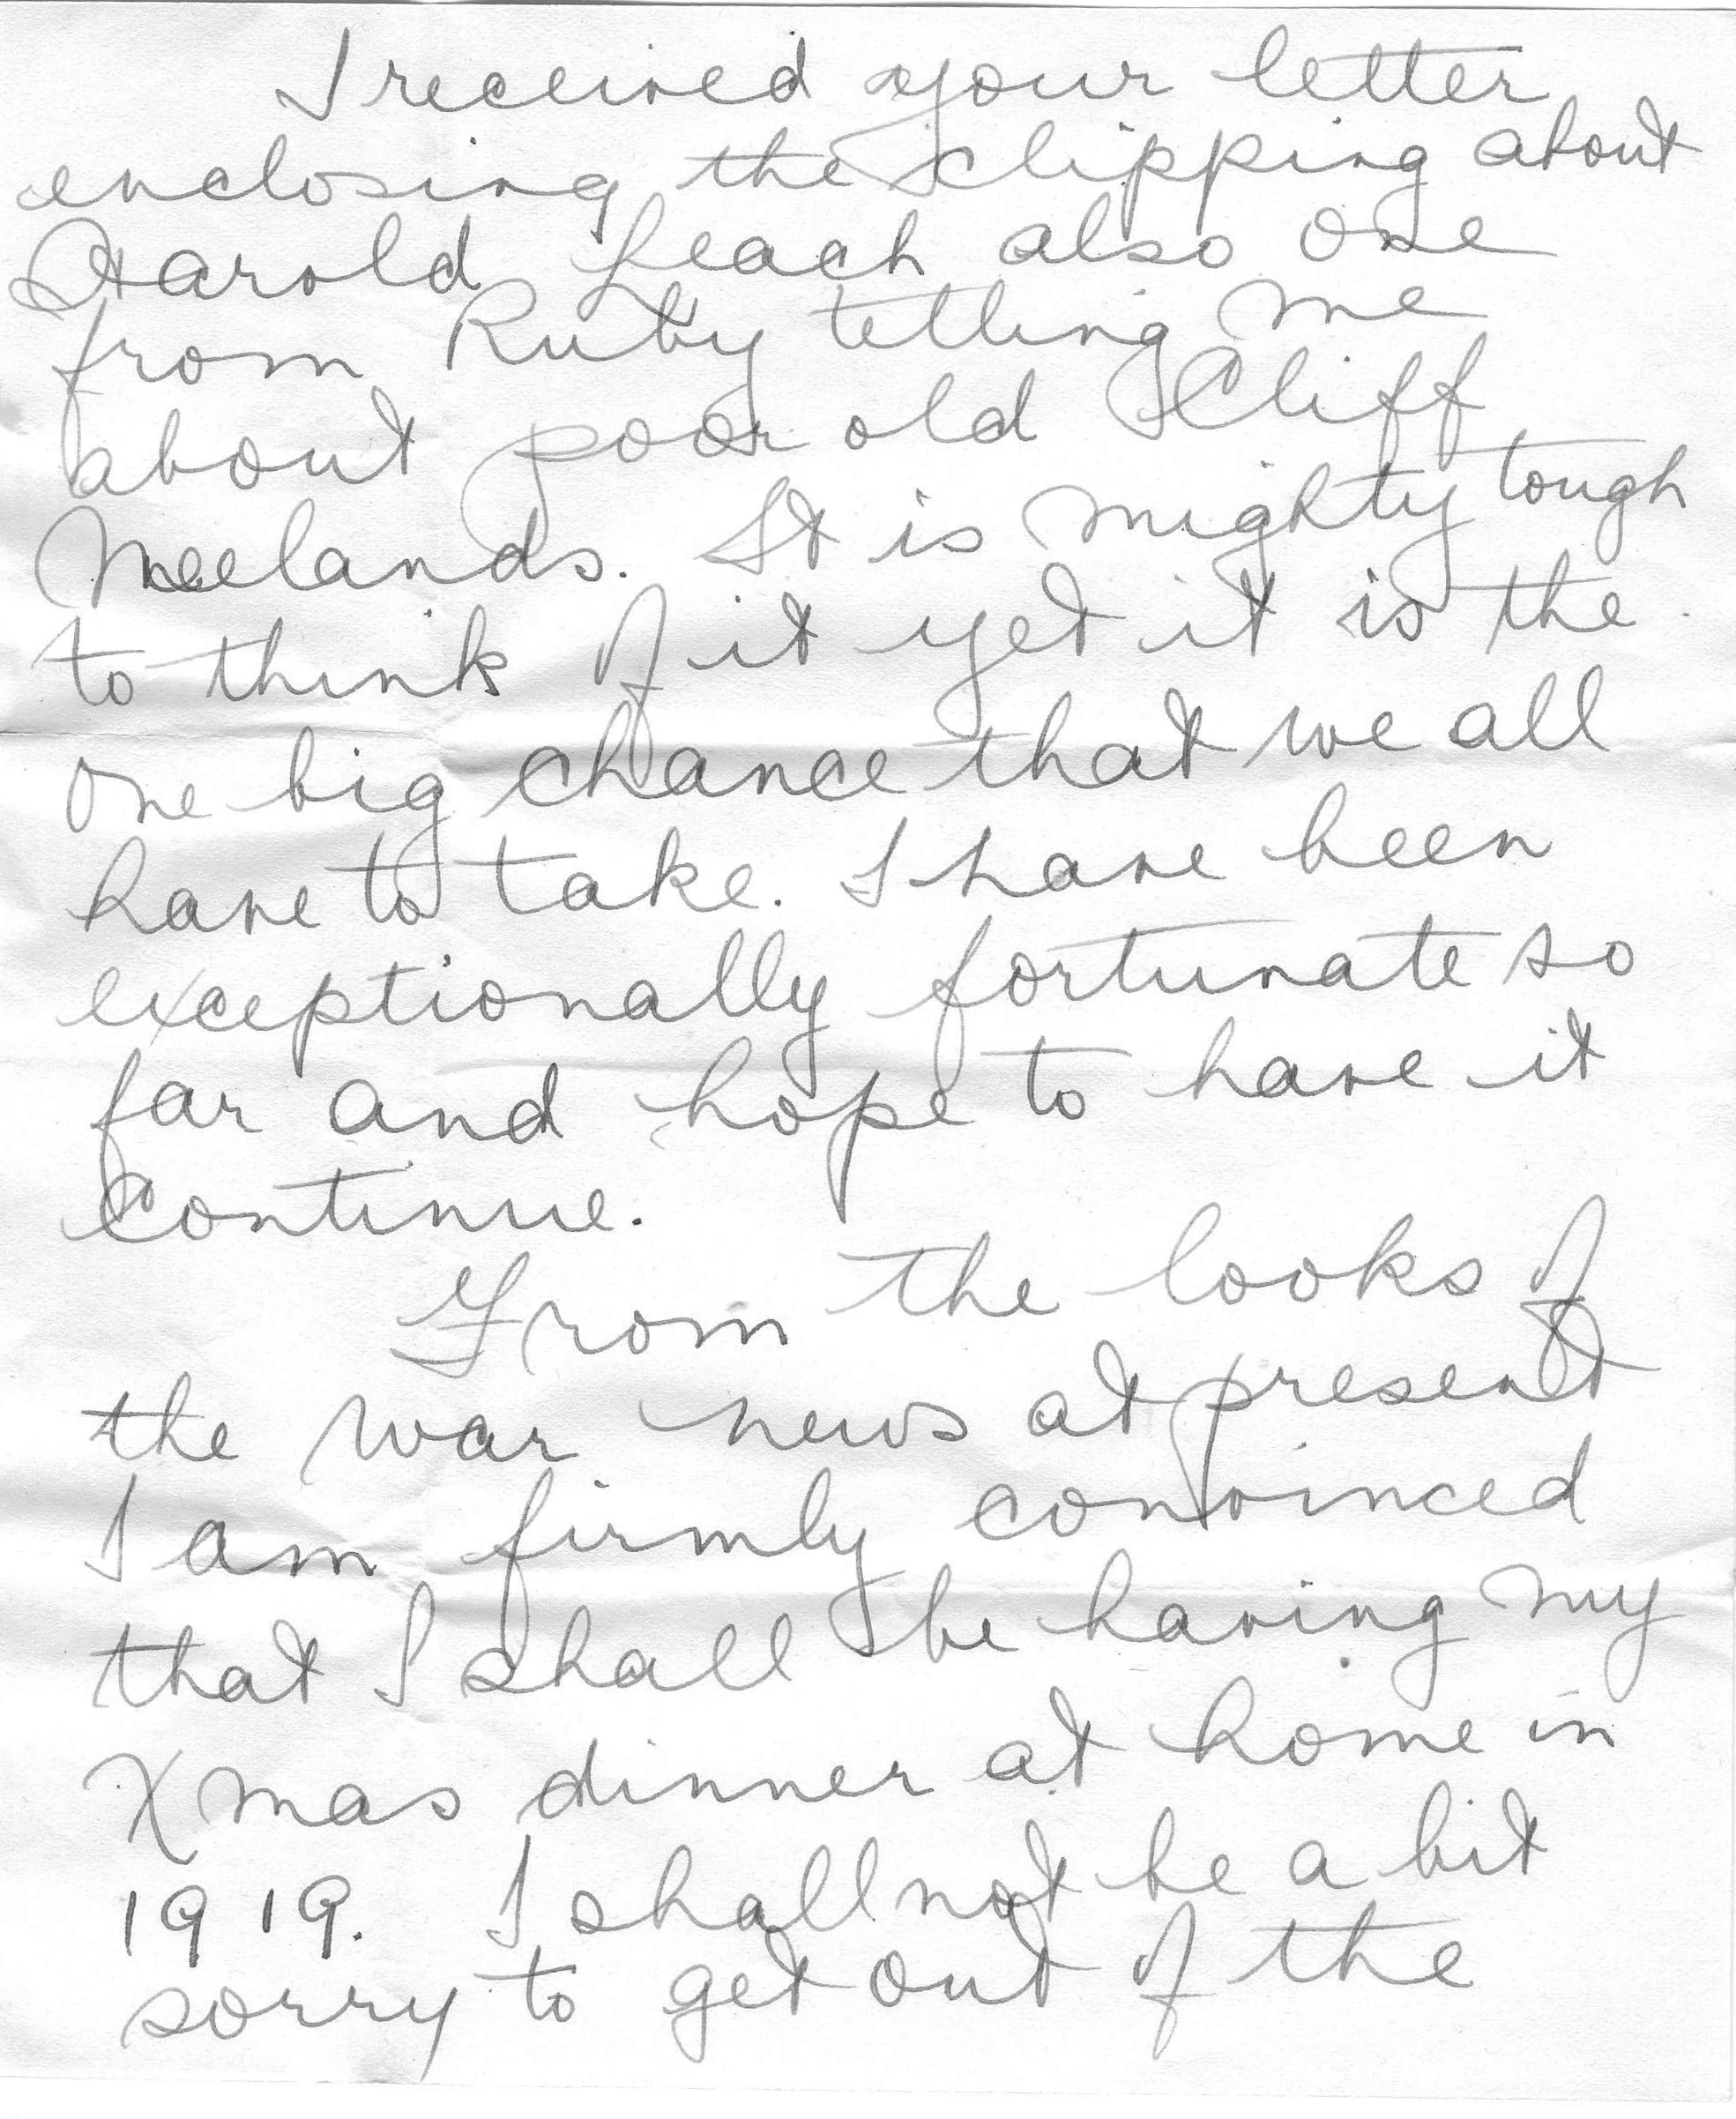 I received your letter
enclosing the clipping about
Harold Leach also one
from Ruby telling me
about poor old Cliff
Neelands. It is mighty tough
to think of it yet it is the
one big chance that we all
have to take. I have been
exceptionally fortunate so
far and hope to have it
continue.
From the looks of
the war news at present
I am firmly convinced
that I shall be having my
Xmas dinner at home in
1919. I shall not be a bit
sorry to get out of the